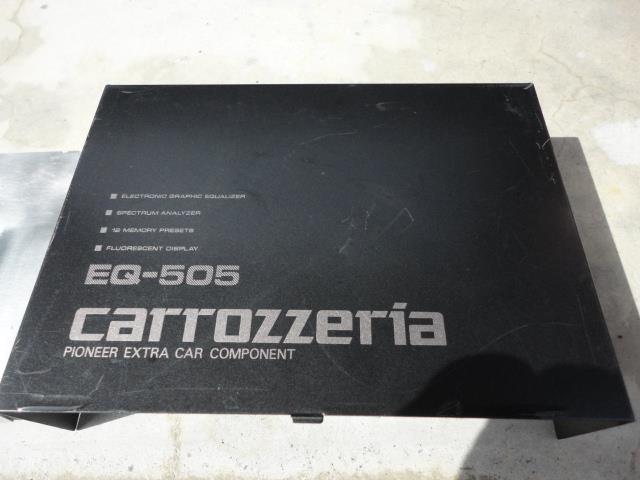 ELECTRONIC GRAPHIC EQUALIZER
SPECTRUM ANALYZER
12 MEMORY PRESETS
FLUORESCENT DISPLAY
EQ-505
carrozzeria
PIONEER EXTRA CAR COMPONENT